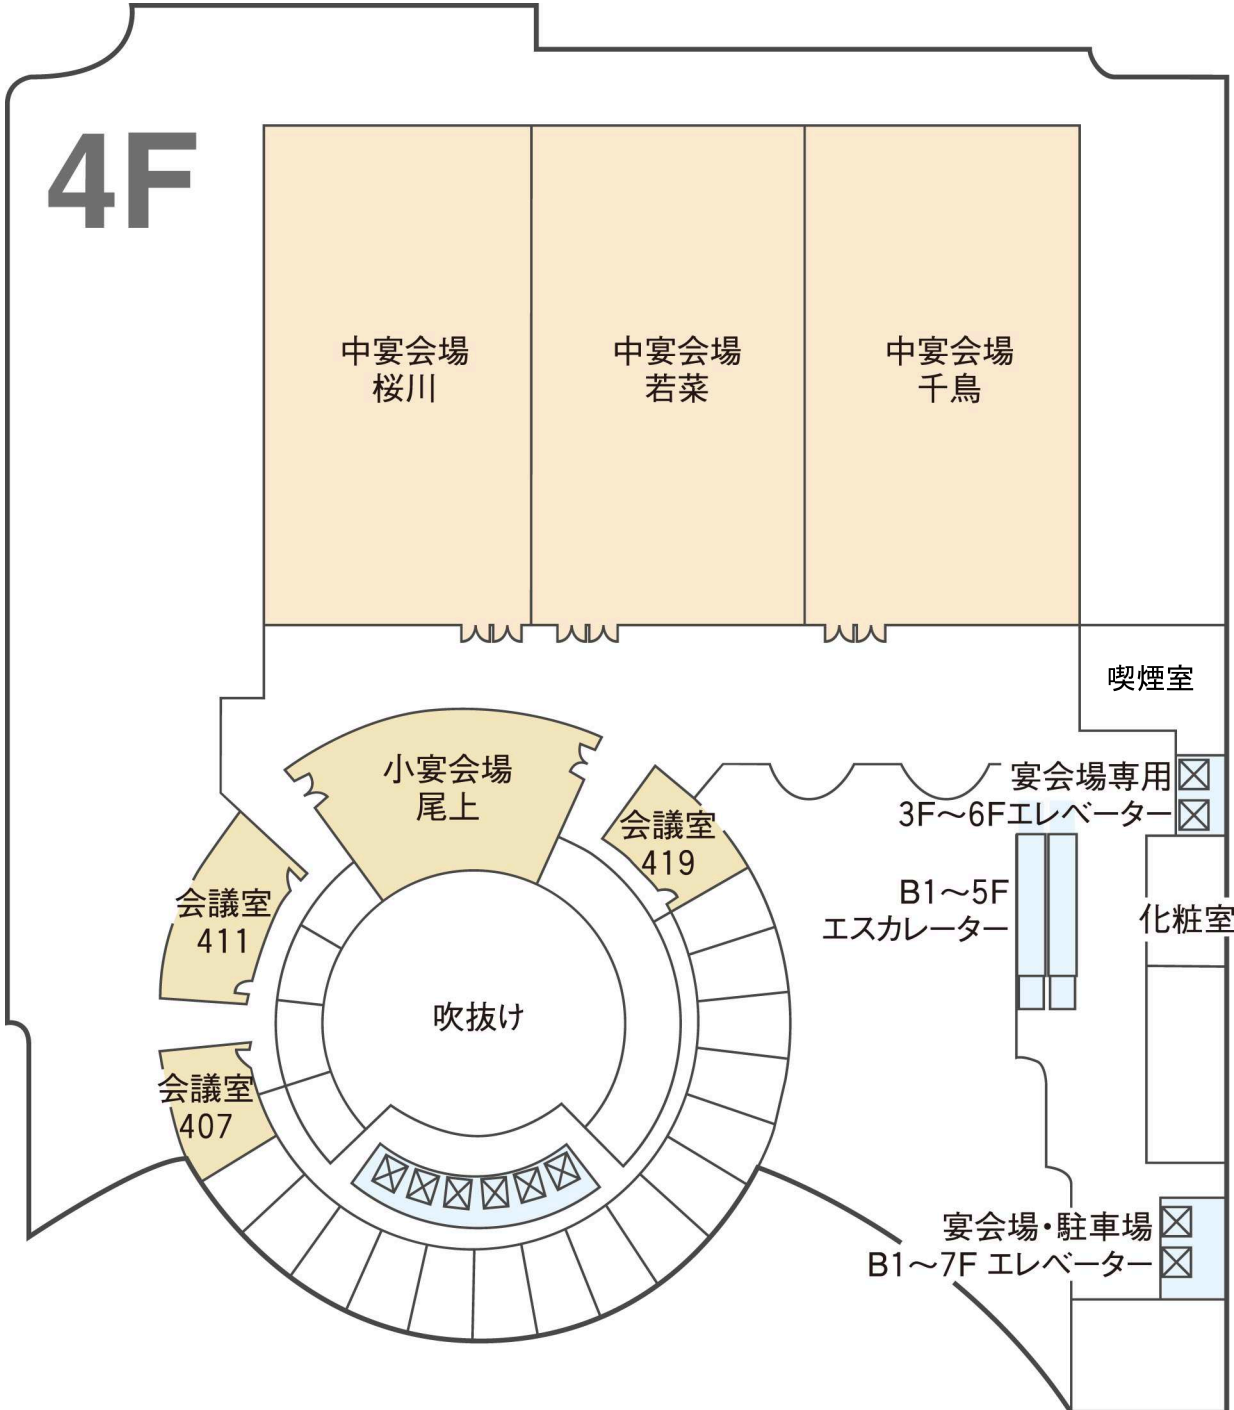 4F
中宴会場
桜川
中宴会場
若菜
中宴会場
千鳥
喫煙室
小宴会場
尾上
宴会場専用
3F〜6Fエレベーター
会議室
419
B1〜5F
エスカレーター
会議室
411
化粧室
吹抜け
会議室
407
宴会場・駐車場
B1〜7F エレベーター